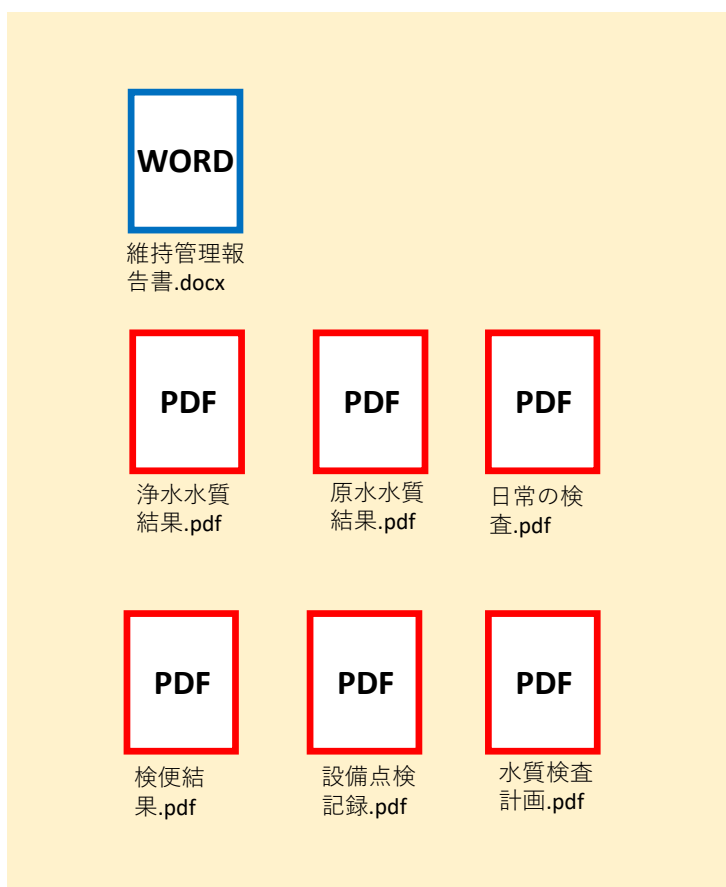 WORD
維持管理報
告書.docx
PDF
PDF
PDF
浄水水質
結果.pdf
原水水質
結果.pdf
日常の検
査.pdf
PDF
PDF
PDF
検便結
果.pdf
設備点検
記録.pdf
水質検査
計画.pdf